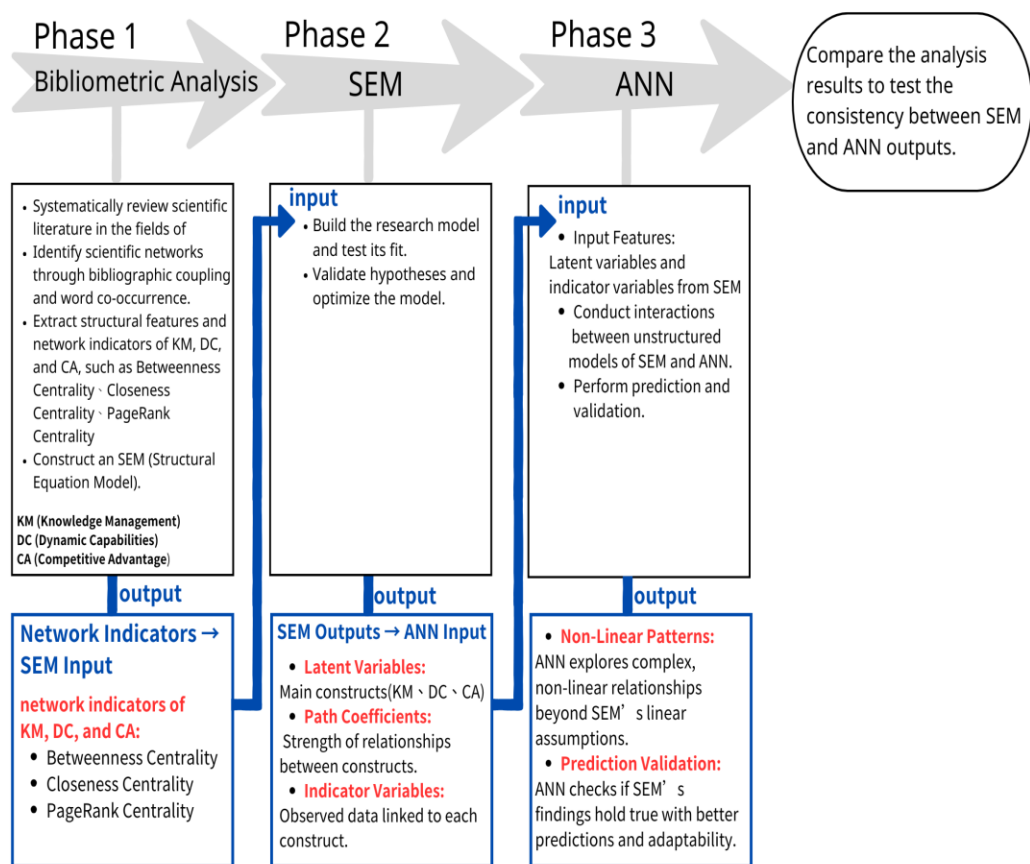 Phase 1
Bibliometric Analysis
Phase 2
SEM
Phase 3
ANN
Compare the analysis
results to test the
consistency between SEM
and ANN outputs.
• Systematically review scientific
literature in the fields of
• Identify scientific networks
through bibliographic coupling
and word co-occurrence.
• Extract structural features and
network indicators of KM, DC,
and CA, such as Betweenness
Centrality、Closeness
Centrality、PageRank
Centrality
• Construct an SEM (Structural
Equation Model).
KM (Knowledge Management)
DC (Dynamic Capabilities)
CA (Competitive Advantage)
output
Network Indicators →
SEM Input
network indicators of
KM, DC, and CA:
• Betweenness Centrality
• Closeness Centrality
• PageRank Centrality
input
• Build the research model
and test its fit.
• Validate hypotheses and
optimize the model.
output
SEM Outputs → ANN Input
• Latent Variables:
Main constructs(KM、DC、CA)
• Path Coefficients:
Strength of relationships
between constructs.
• Indicator Variables:
Observed data linked to each
construct.
input
• Input Features:
Latent variables and
indicator variables from SEM
• Conduct interactions
between unstructured
models of SEM and ANN.
• Perform prediction and
validation.
output
• Non-Linear Patterns:
ANN explores complex,
non-linear relationships
beyond SEM’s linear
assumptions.
• Prediction Validation:
ANN checks if SEM’s
findings hold true with better
predictions and adaptability.